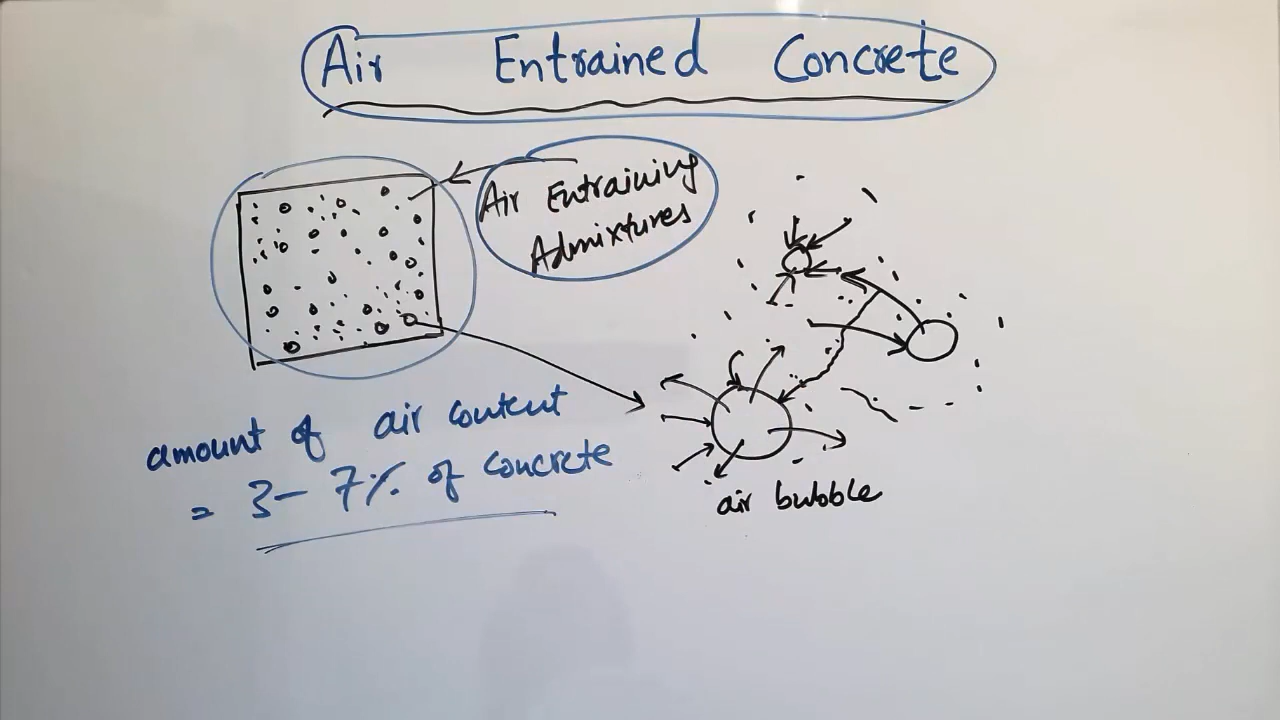 Air Entrained Concrete
Air Entraining
Admixtures
amount of air content
= 3- 7% of concrete
air bubble